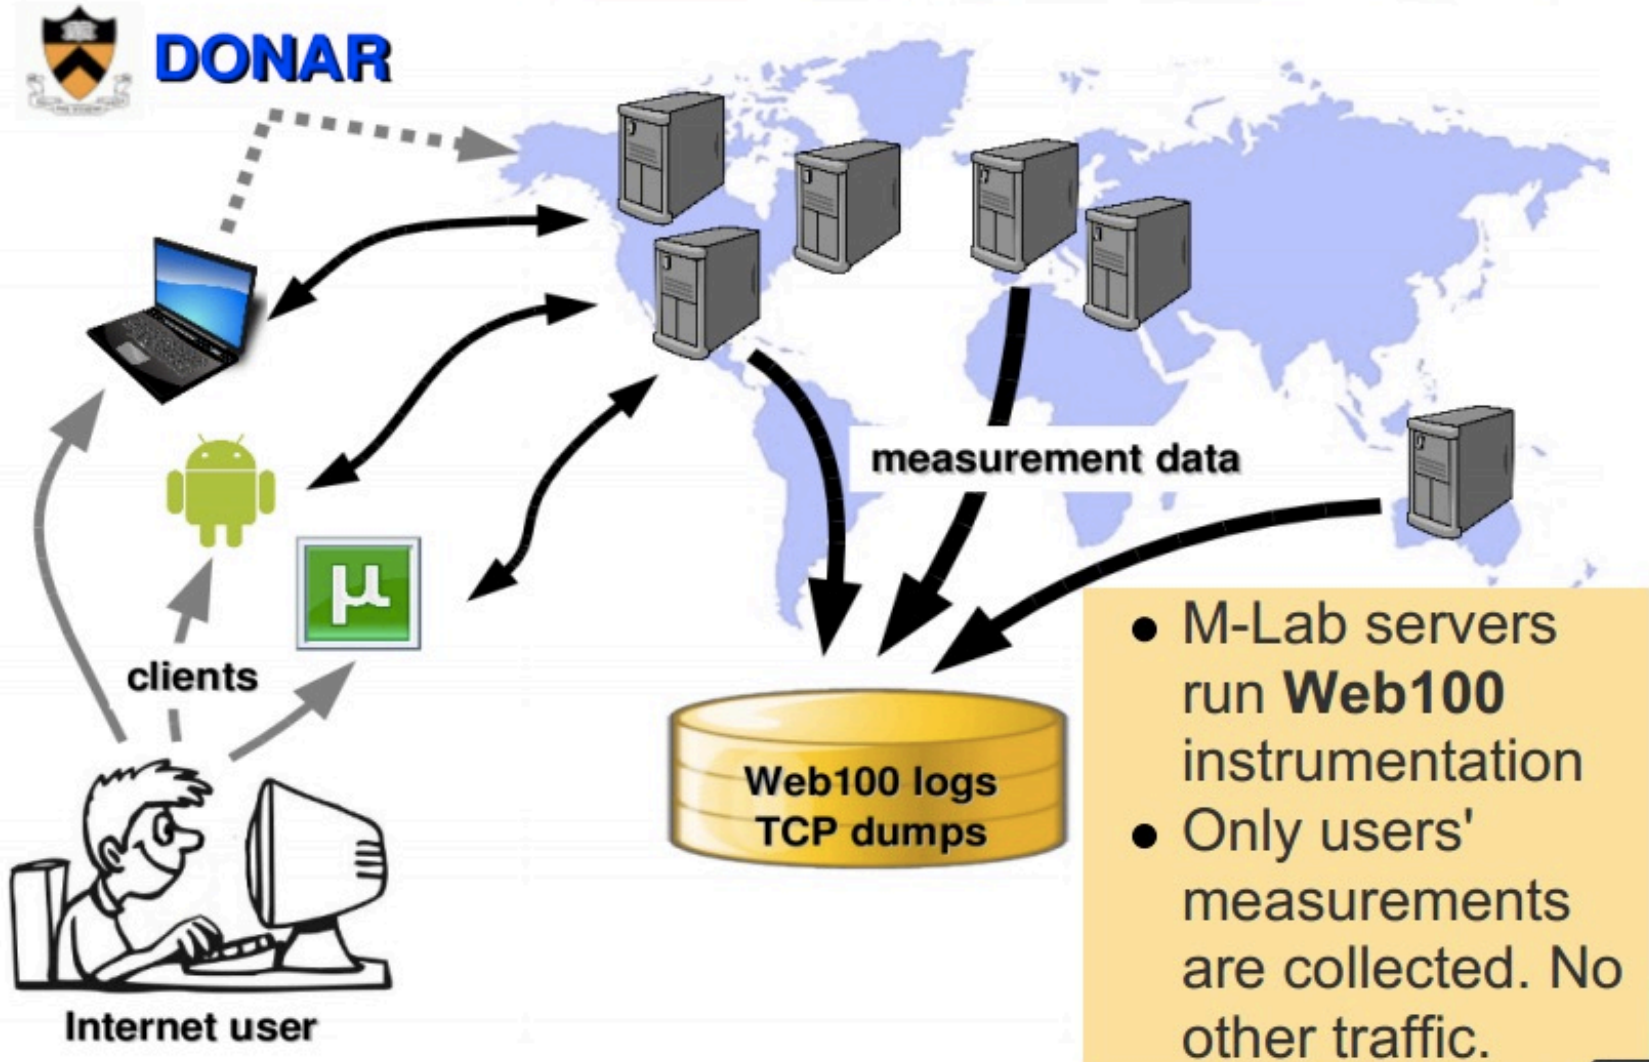 DONAR
measurement data
clients
µ
Web100 logs
TCP dumps
Internet user
● M-Lab servers
run Web100
instrumentation
● Only users'
measurements
are collected. No
other traffic.